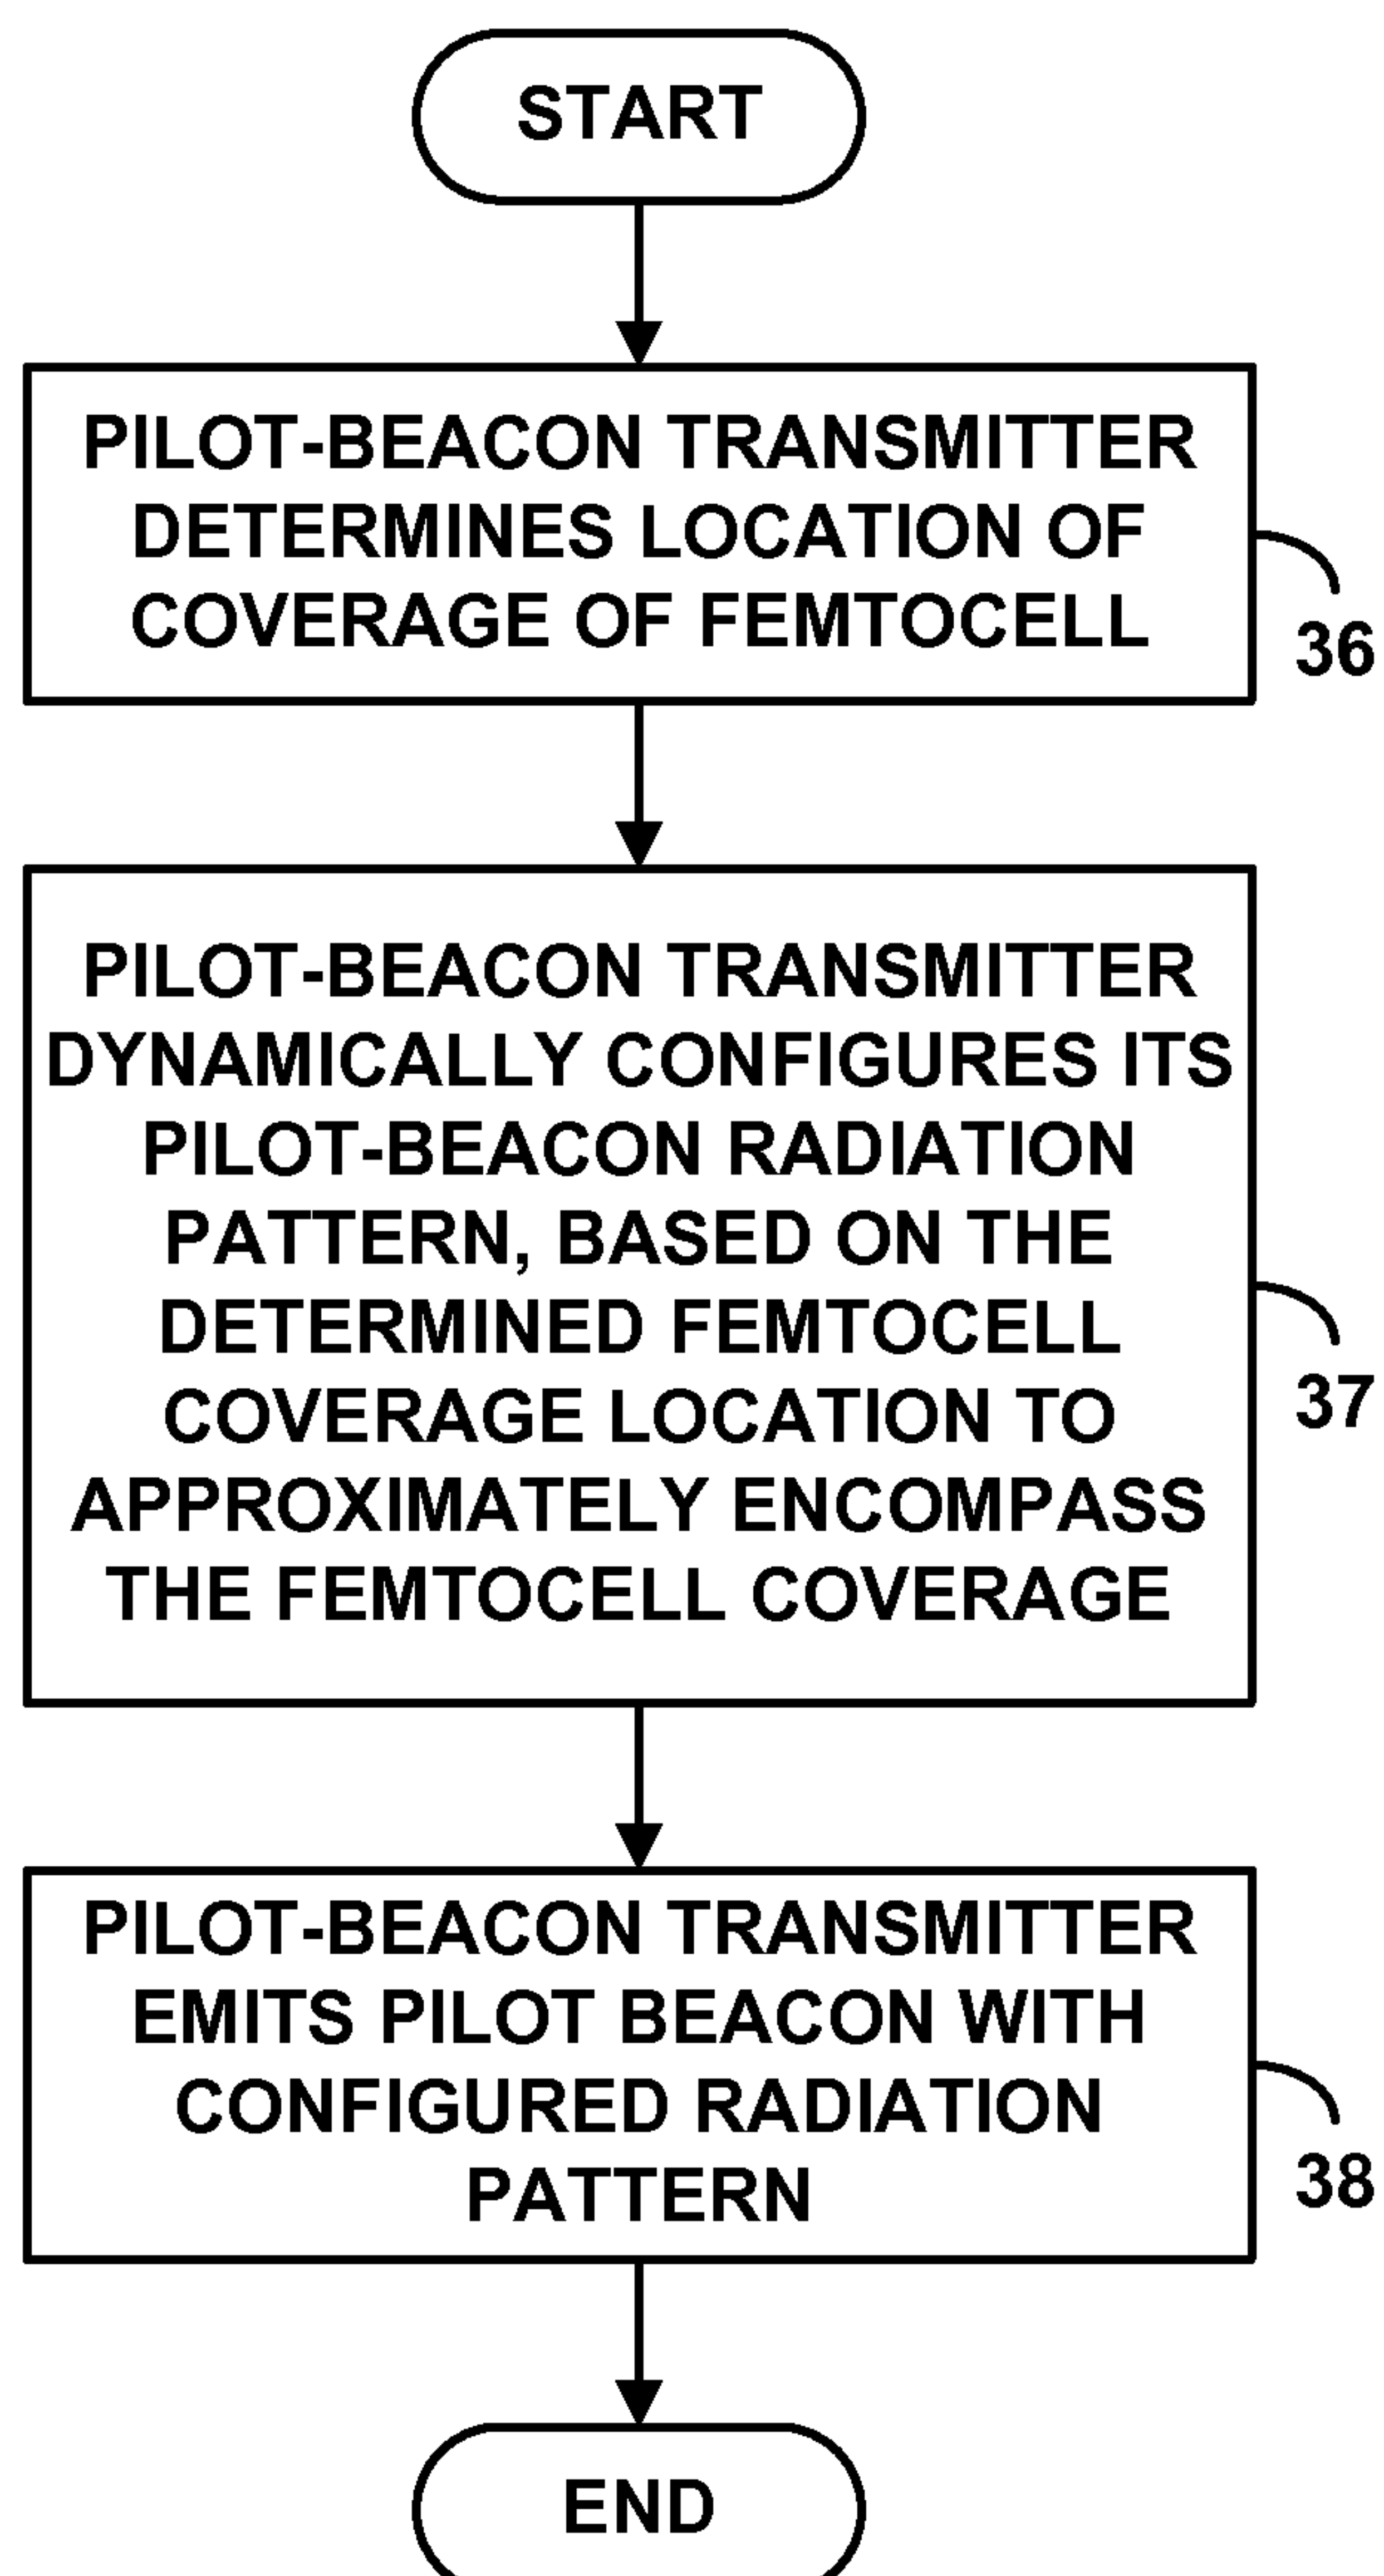 START
PILOT-BEACON TRANSMITTER
DETERMINES LOCATION OF
COVERAGE OF FEMTOCELL
36
PILOT-BEACON TRANSMITTER
DYNAMICALLY CONFIGURES ITS
PILOT-BEACON RADIATION
PATTERN, BASED ON THE
DETERMINED FEMTOCELL
COVERAGE LOCATION TO
APPROXIMATELY ENCOMPASS
THE FEMTOCELL COVERAGE
37
PILOT-BEACON TRANSMITTER
EMITS PILOT BEACON WITH
CONFIGURED RADIATION
PATTERN
38
END